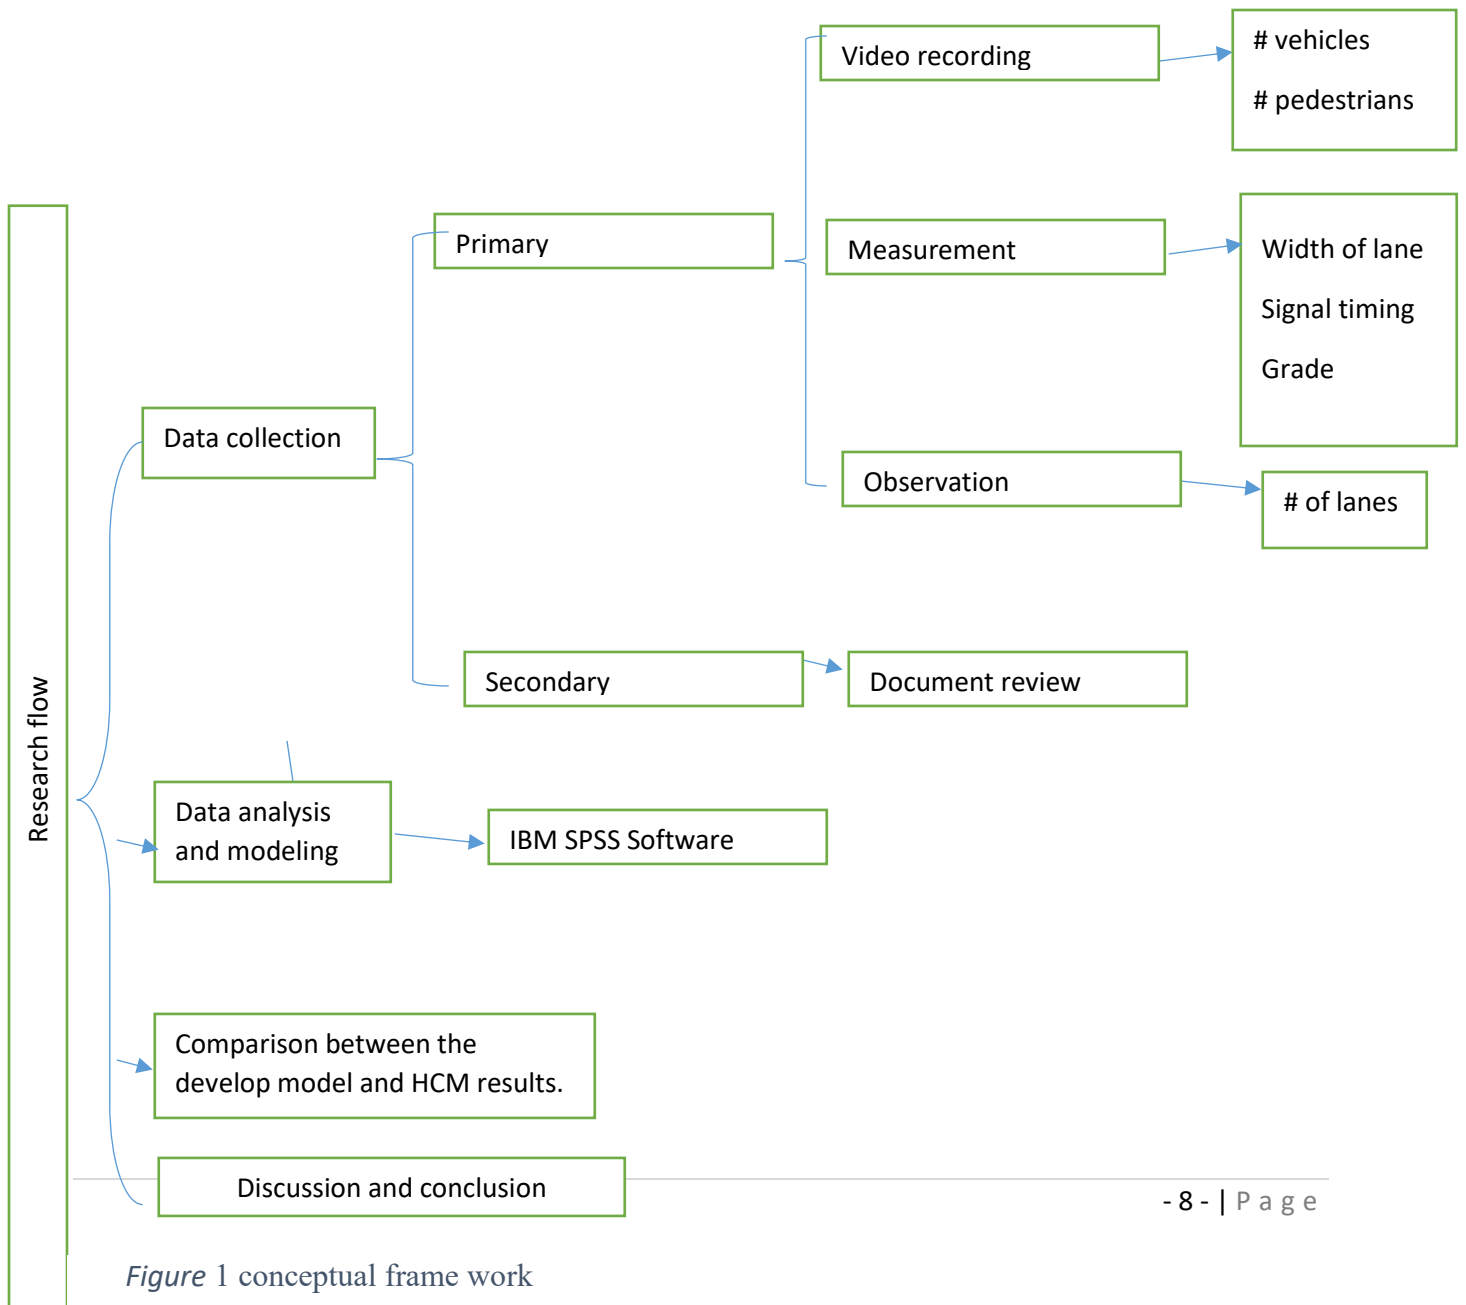 Video recording
# vehicles
# pedestrians
Primary
Measurement
Width of lane
Signal timing
Grade
Data collection
Observation
# of lanes
Secondary
Document review
Research flow
Data analysis
and modeling
IBM SPSS Software
Comparison between the
develop model and HCM results.
Discussion and conclusion
- 8 - | P a g e
Figure 1 conceptual frame work